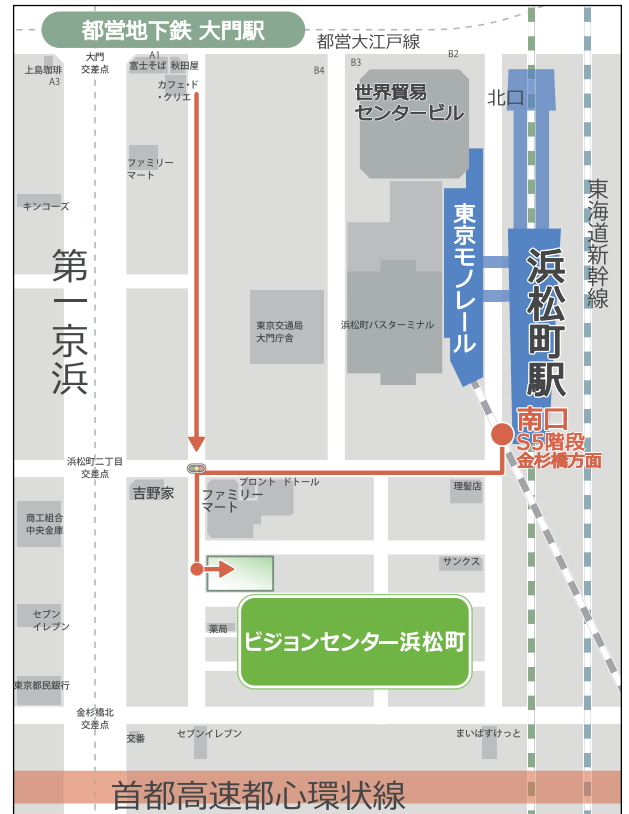 都営地下鉄 大門駅
都営大江戸線
大門
交差点
上島珈琲
A3
A1
富士そば
秋田屋
カフェ・ド
・クリエ
B4
B3
B2
世界貿易
センタービル
北口
ファミリー
マート
キンコーズ
東海道新幹線
東京モノレール
浜松町駅
第一京浜
東京交通局
大門庁舎
浜松町バスターミナル
南口
S5階段
金杉橋方面
浜松町二丁目
交差点
吉野家
ファミリー
マート
プロント
ドトール
理髪店
商工組合
中央金庫
サンクス
セブン
イレブン
薬局
ビジョンセンター浜松町
東京都民銀行
金杉橋北
交差点
交番
セブンイレブン
まいばすけっと
首都高速都心環状線